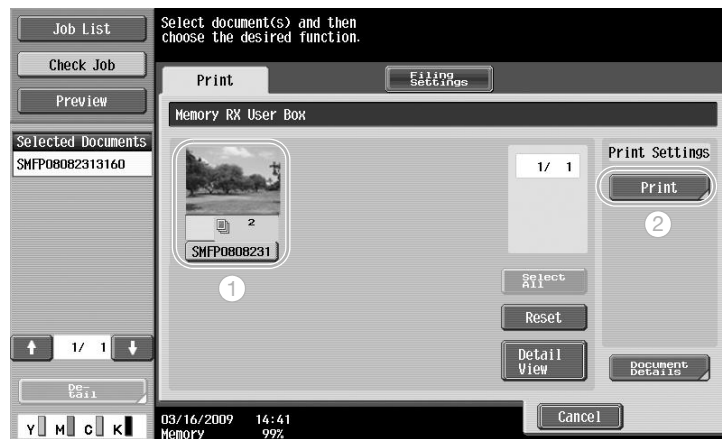 Job List
Check Job
Preview
Selected Documents
SMFP08082313160
1/ 1
De-
tail
Y M C K
Select document(s) and then
choose the desired function.
Print
Filing
Settings
Memory RX User Box
2
SMFP0808231
1
1/ 1
Select
All
Reset
Detail
View
Print Settings
Print
2
Document
Details
03/16/2009 14:41
Memory 99%
Cancel